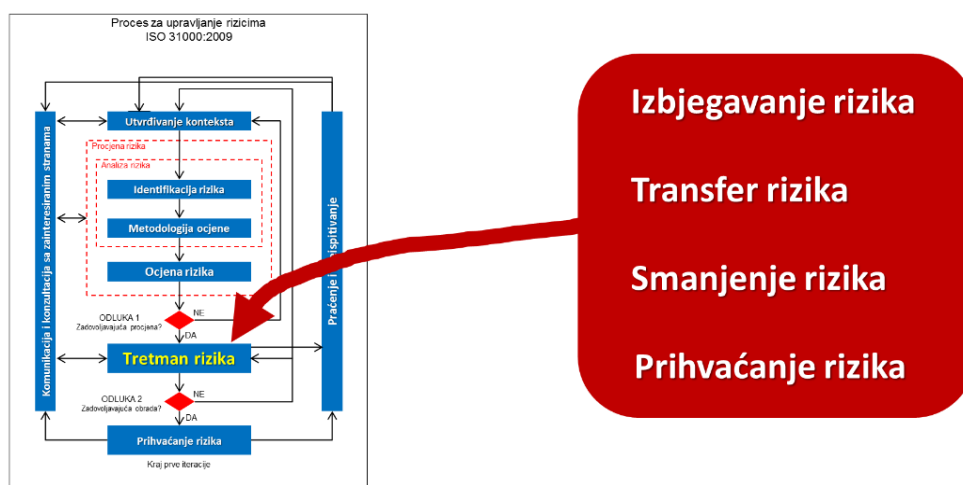 Proces za upravljanje rizicima
ISO 31000:2009
Komunikacija i konzultacija sa zainteresiranim stranama
Utvrđivanje konteksta
Procjena rizika
Analiza rizika
Identifikacija rizika
Metodologija ocjene
Ocjena rizika
ODLUKA 1
Zadovoljavajuća procjena?
NE
DA
Tretman rizika
ODLUKA 2
Zadovoljavajuća obrada?
NE
DA
Prihvaćanje rizika
Kraj prve iteracije
Praćenje i
Izbjegavanje rizika
Transfer rizika
Smanjenje rizika
Prihvaćanje rizika